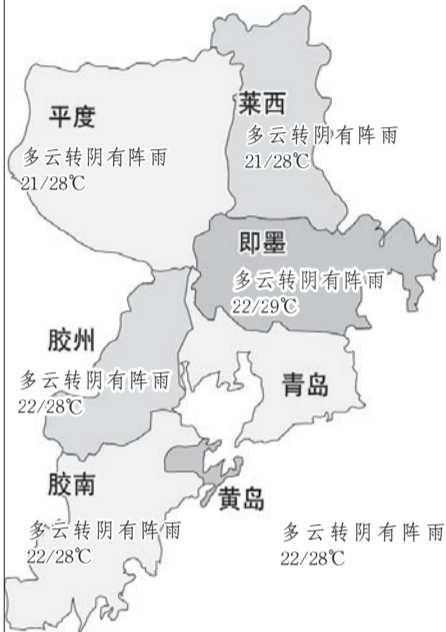 莱西
多云转阴有阵雨
21/28℃
平度
多云转阴有阵雨
21/28℃
即墨
多云转阴有阵雨
22/29℃
胶州
多云转阴有阵雨
22/28℃
青岛
胶南
多云转阴有阵雨
22/28℃
黄岛
多云转阴有阵雨
22/28℃